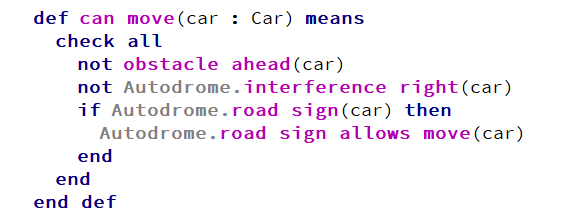 def can move(car : Car) means
check all
not obstacle ahead(car)
not Autodrome.interference right(car)
if Autodrome.road sign(car) then
Autodrome.road sign allows move(car)
end
end
end def